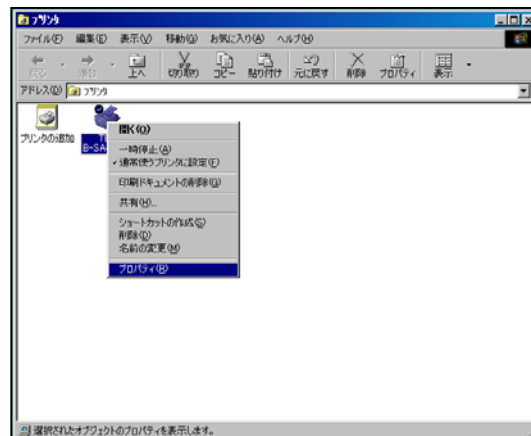 プリンタ
ファイル(F) 編集(E) 表示(V) 移動(G) お気に入り(A) ヘルプ(H)
戻る 進む 上へ 切り取り コピー 貼り付け 元に戻す 削除 プロパティ 表示
アドレス(D) プリンタ
プリンタの追加
B-SA
開く(O)
一時停止(A)
通常使うプリンタに設定(F)
印刷ドキュメントの削除(G)
共有(H)...
ショートカットの作成(S)
削除(D)
名前の変更(M)
プロパティ(R)
選択されたオブジェクトのプロパティを表示します。